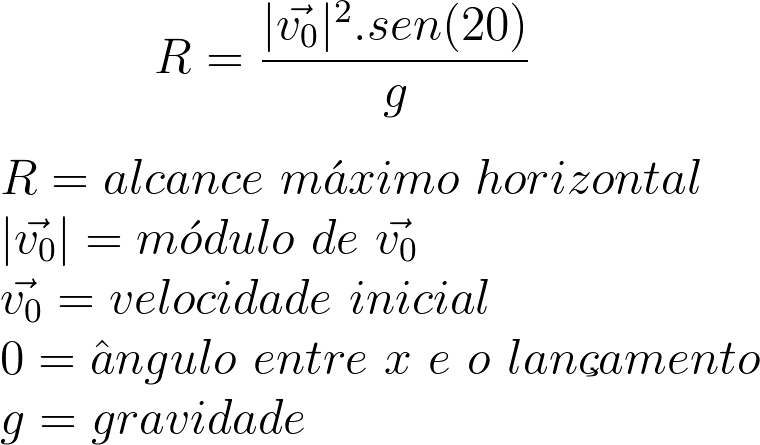 R = |v⃗₀|².sen(20) / g
R = alcance máximo horizontal
|v⃗₀| = módulo de v⃗₀
v⃗₀ = velocidade inicial
0 = ângulo entre x e o lançamento
g = gravidade